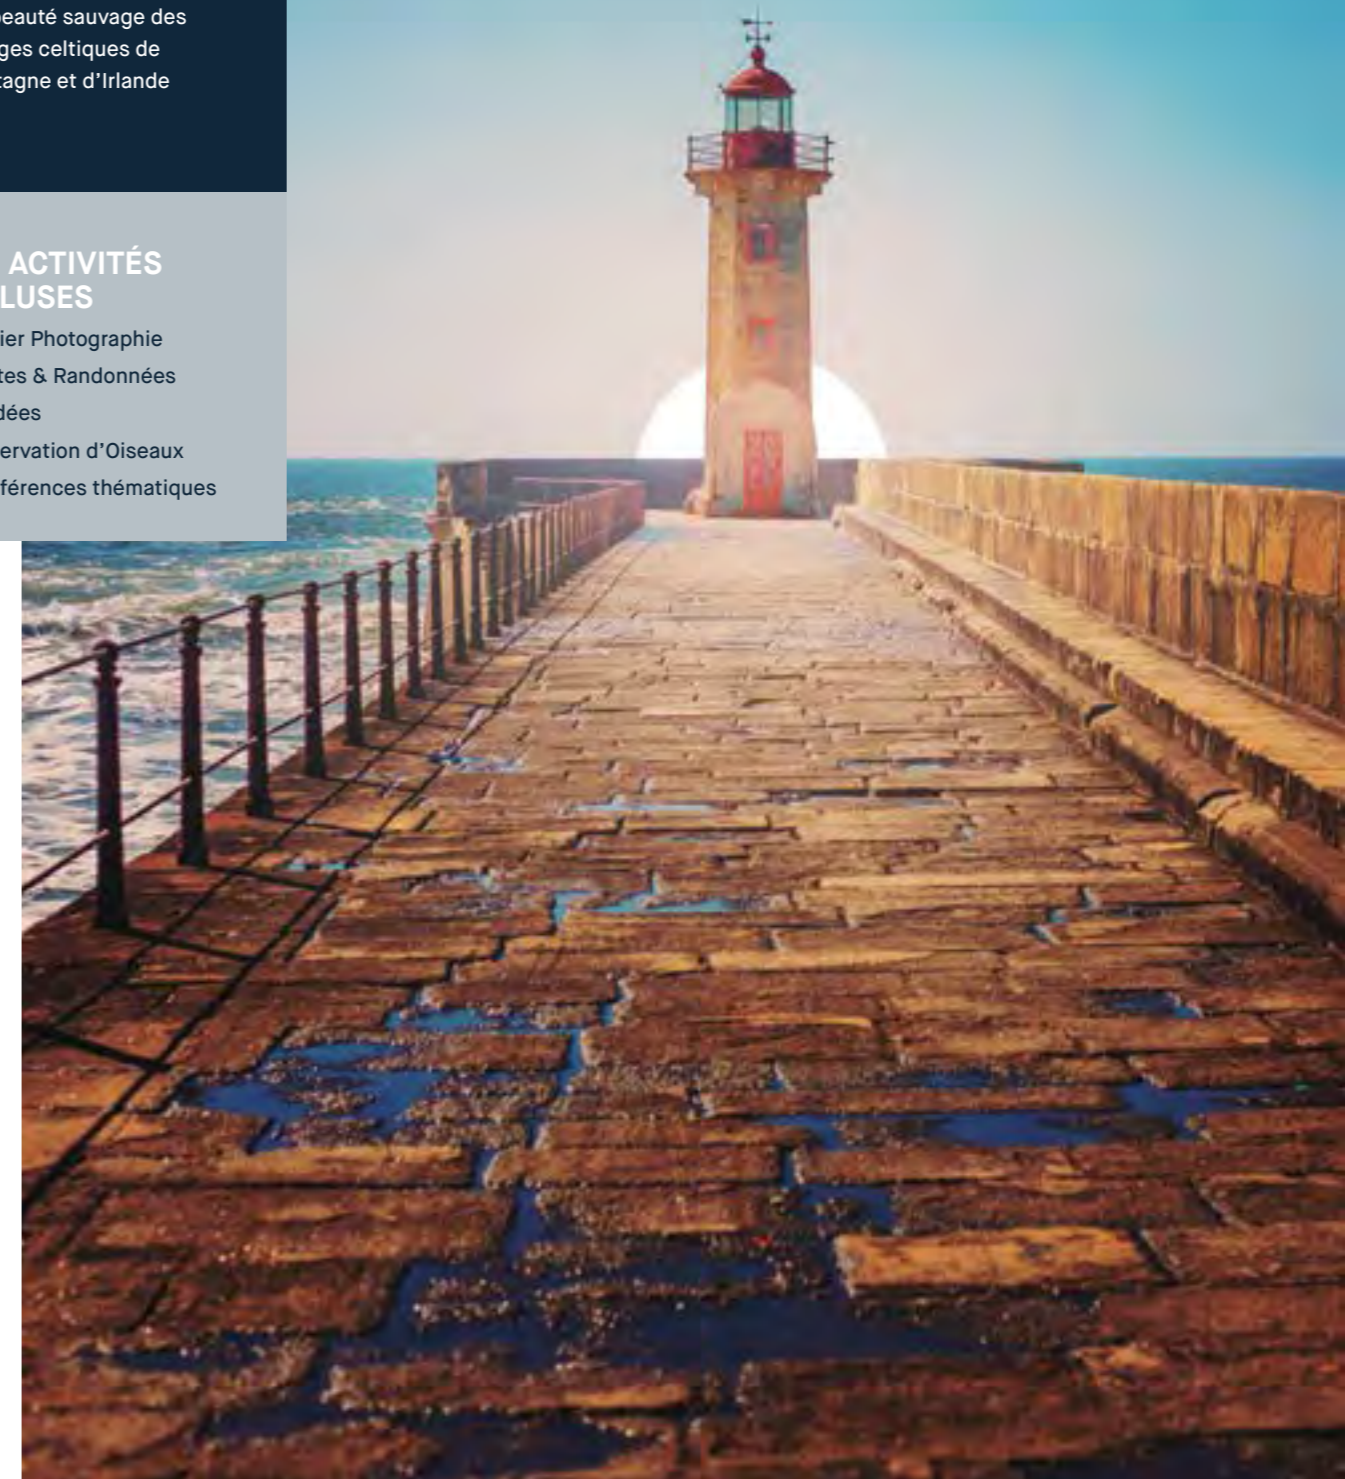 beauté sauvage des
ges celtiques de
tagne et d'Irlande
ACTIVITÉS
LUSES
ier Photographie
tes & Randonnées
dées
ervation d'Oiseaux
férences thématiques